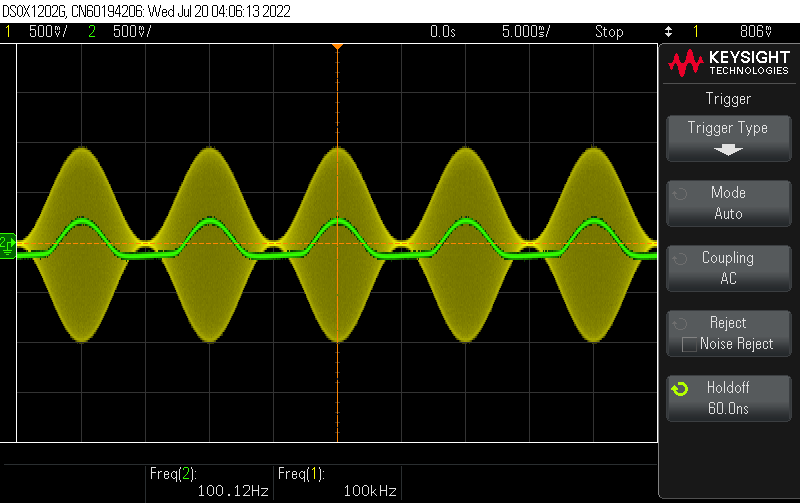 DSOX1202G, CN60194206: Wed Jul 20 04:06:13 2022
1 500mV/ 2 500mV/ 0.0s 5.000ms/ Stop 1 806mV
KEYSIGHT
TECHNOLOGIES
Trigger
Trigger Type
Mode
Auto
2
Coupling
AC
Reject
Noise Reject
Holdoff
60.0ns
Freq(2): Freq(1):
100.12Hz 100kHz